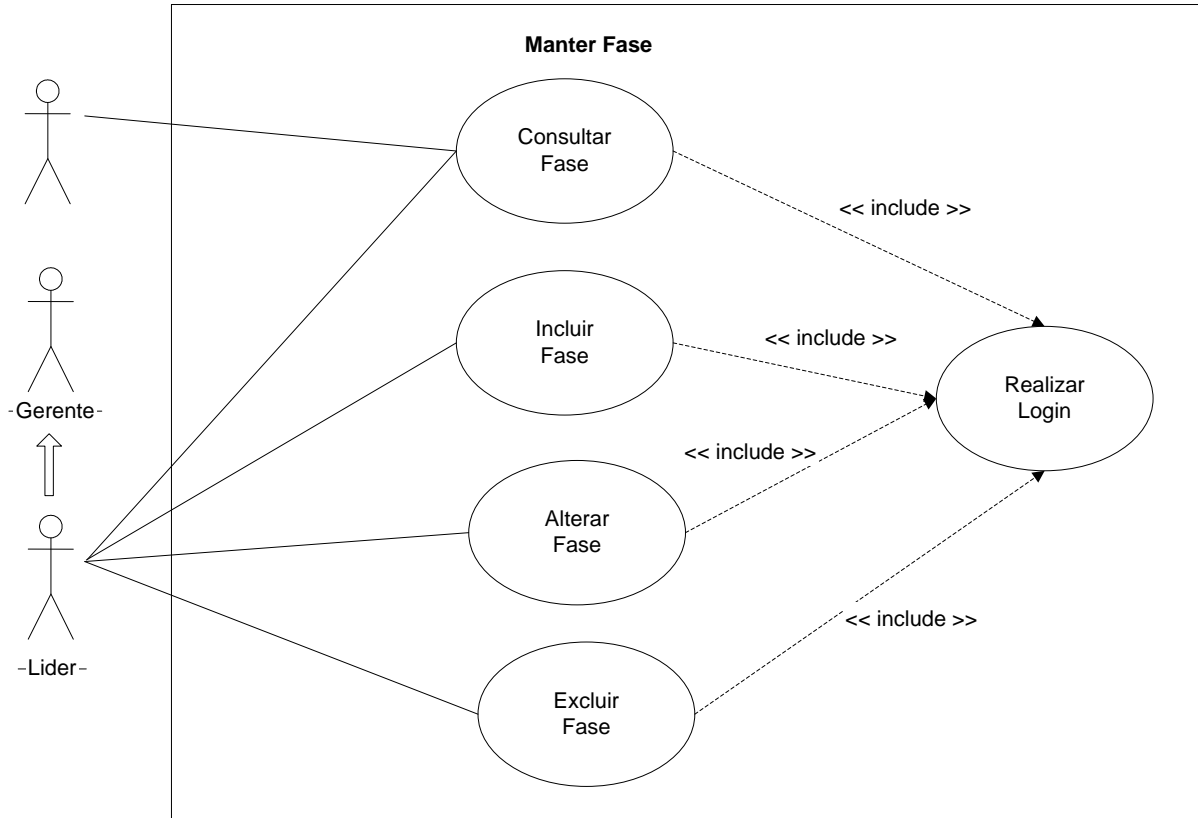 Manter Fase
Consultar
Fase
<< include >>
Incluir
Fase
<< include >>
Realizar
Login
-Gerente-
<< include >>
Alterar
Fase
<< include >>
-Lider-
Excluir
Fase